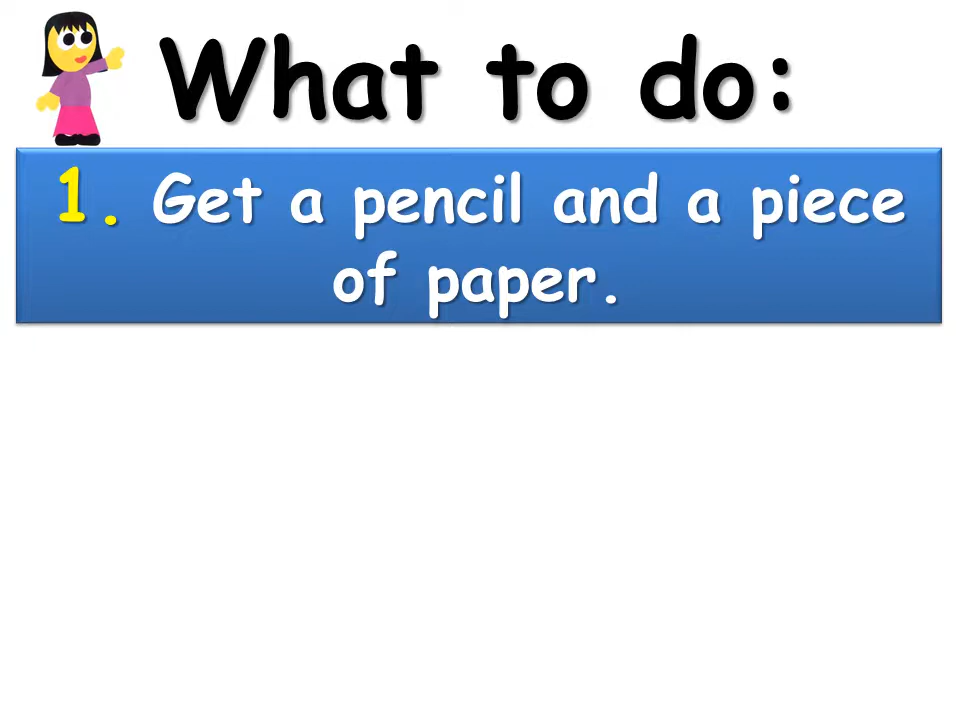 What to do:
1. Get a pencil and a piece
of paper.